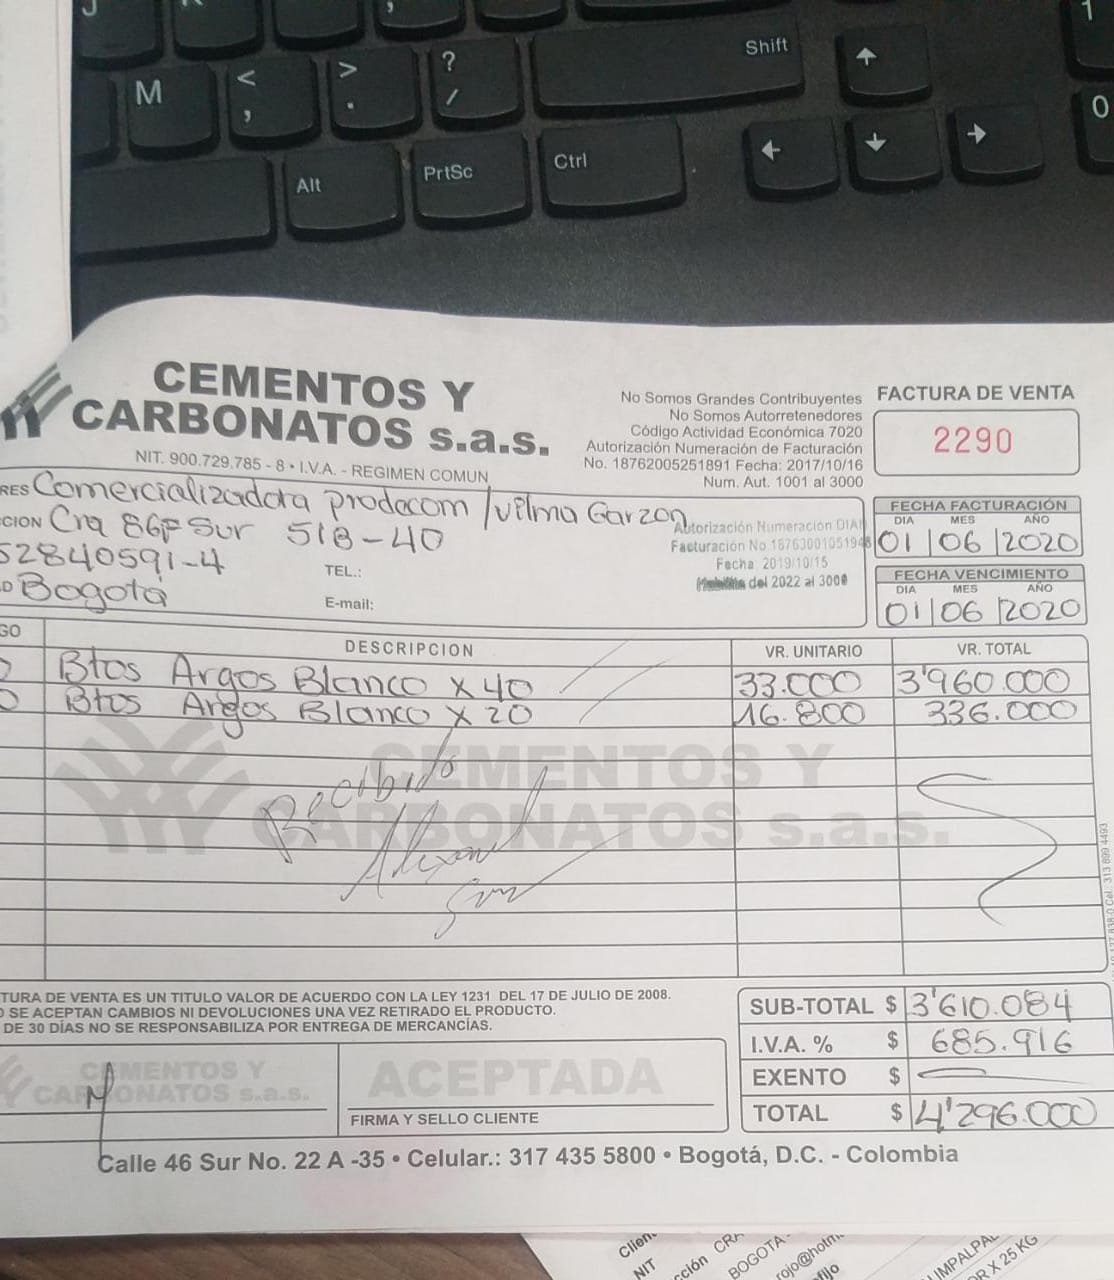 J
M
<
,
>
.
?
/
Shift
1
0
Alt
PrtSc
Ctrl
CEMENTOS Y
CARBONATOS s.a.s.
NIT. 900.729.785 - 8 • I.V.A. - REGIMEN COMUN
No Somos Grandes Contribuyentes
No Somos Autorretenedores
Código Actividad Económica 7020
Autorización Numeración de Facturación
No. 18762005251891 Fecha: 2017/10/16
Num. Aut. 1001 al 3000
FACTURA DE VENTA
2290
RES Comercializadora prodecom / vilma Garzon
CION Cra 86F Sur 51B-40
52840591-4
TEL.:
O Bogotá
E-mail:
Autorización Numeración DIAN
Facturación No 18763001051948
Fecha: 2019/10/15
del 2022 al 3000
FECHA FACTURACIÓN
DIA MES AÑO
01 06 2020
FECHA VENCIMIENTO
DIA MES AÑO
01 06 2020
GO DESCRIPCION VR. UNITARIO VR. TOTAL
Btos Argos Blanco x 40 33.000 3'960.000
0 Btos Argos Blanco x 20 16.800 336.000
CEMENTOS Y
CARBONATOS s.a.s.
Recibido
TURA DE VENTA ES UN TITULO VALOR DE ACUERDO CON LA LEY 1231 DEL 17 DE JULIO DE 2008.
O SE ACEPTAN CAMBIOS NI DEVOLUCIONES UNA VEZ RETIRADO EL PRODUCTO.
DE 30 DÍAS NO SE RESPONSABILIZA POR ENTREGA DE MERCANCÍAS.
SUB-TOTAL $ 3'610.084
I.V.A. % $ 685.916
EXENTO $
TOTAL $ 4'296.000
CEMENTOS Y
CARBONATOS s.a.s.
ACEPTADA
FIRMA Y SELLO CLIENTE
Calle 46 Sur No. 22 A -35 • Celular.: 317 435 5800 • Bogotá, D.C. - Colombia
Cel: 313 899 4493
NIT
cción CRA
BOGOTA
rojo@hotm
fijo
IMPALPAL
OR X 25 KG